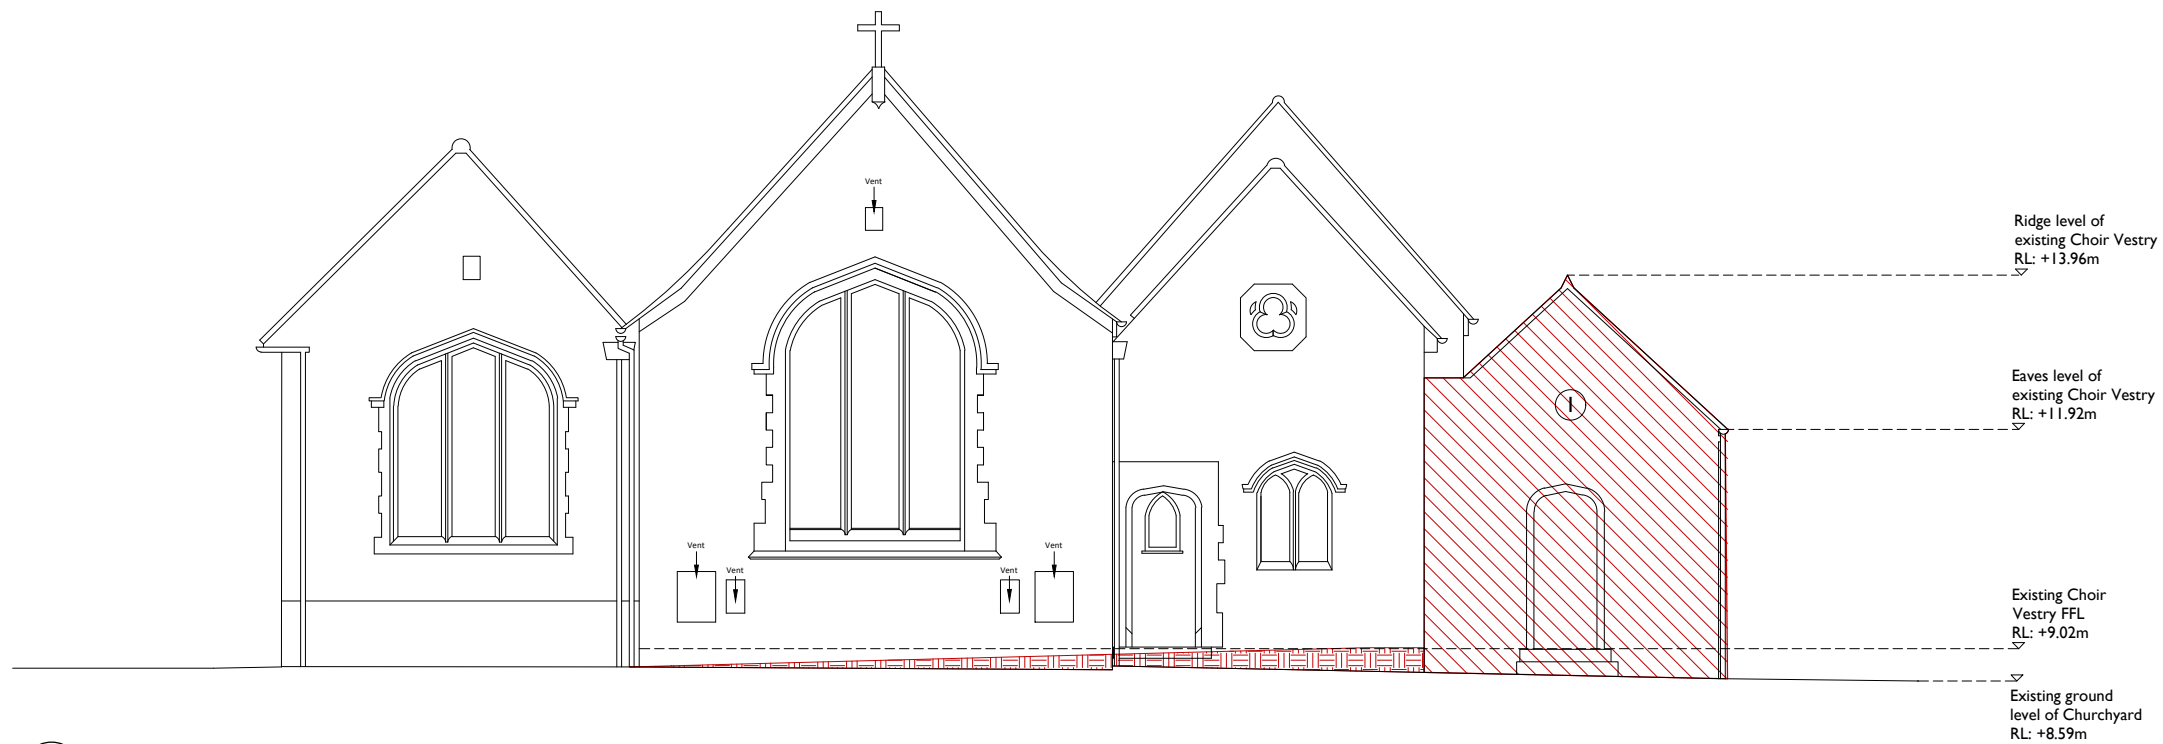 Vent
Ridge level of
existing Choir Vestry
RL: +13.96m
Eaves level of
existing Choir Vestry
RL: +11.92m
1
Vent
Vent
Vent
Vent
Existing Choir
Vestry FFL
RL: +9.02m
Existing ground
level of Churchyard
RL: +8.59m